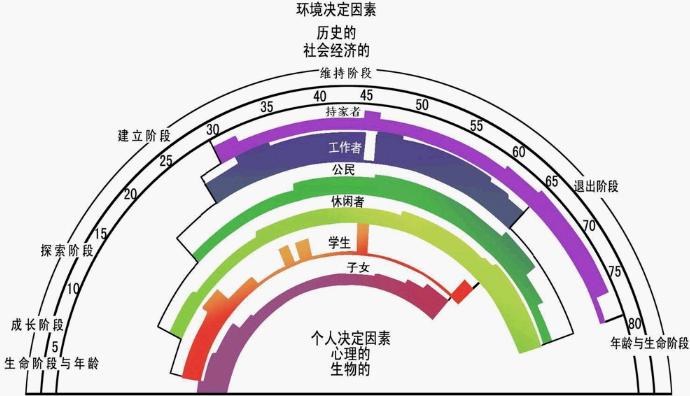 环境决定因素
历史的
社会经济的
维持阶段
40
45
35
50
持家者
建立阶段
30
55
工作者
25
60
公民
65
退出阶段
20
休闲者
70
15
学生
探索阶段
子女
75
10
成长阶段
80
5
个人决定因素
年龄与生命阶段
心理的
生命阶段与年龄
生物的